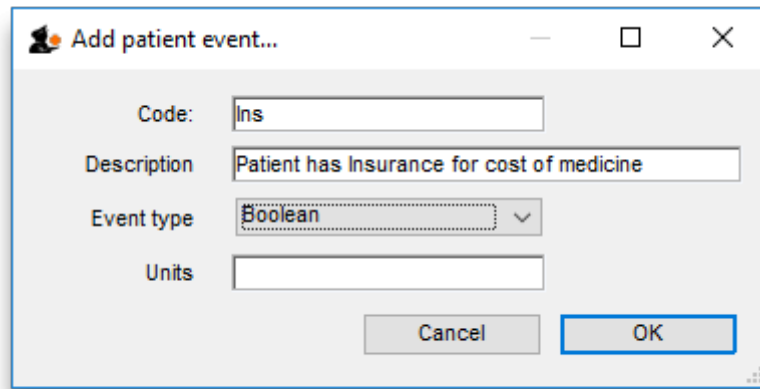 Add patient event...
Code: Ins
Description Patient has Insurance for cost of medicine
Event type Boolean
Units
Cancel OK